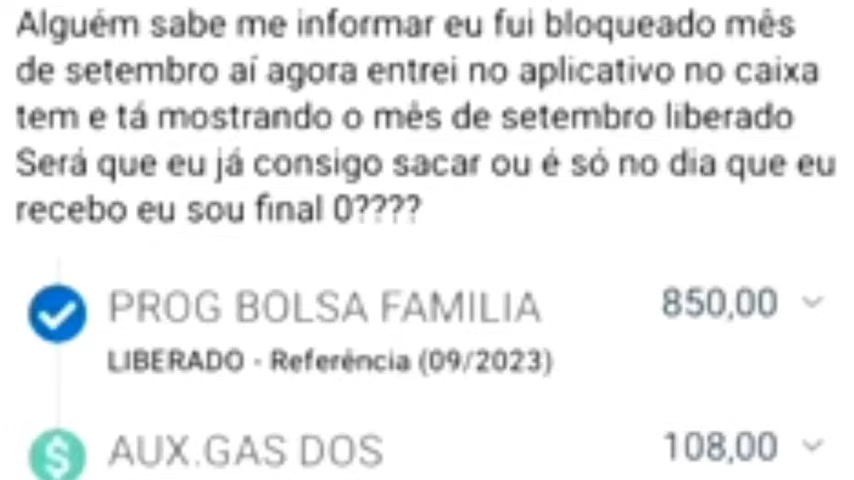 Alguém sabe me informar eu fui bloqueado mês
de setembro aí agora entrei no aplicativo no caixa
tem e tá mostrando o mês de setembro liberado
Será que eu já consigo sacar ou é só no dia que eu
recebo eu sou final 0????
PROG BOLSA FAMILIA 850,00
LIBERADO - Referência (09/2023)
$ AUX.GAS DOS 108,00